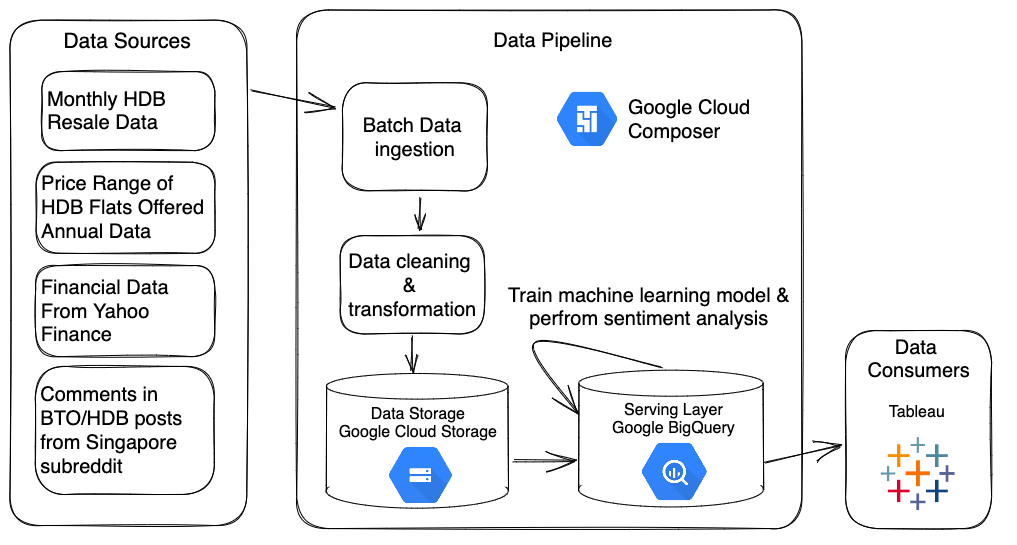 Data Sources
Monthly HDB
Resale Data
Price Range of
HDB Flats Offered
Annual Data
Financial Data
From Yahoo
Finance
Comments in
BTO/HDB posts
from Singapore
subreddit
Data Pipeline
Google Cloud
Composer
Batch Data
ingestion
Data cleaning
&
transformation
Train machine learning model &
perfrom sentiment analysis
Data Storage
Google Cloud Storage
Serving Layer
Google BigQuery
Data
Consumers
Tableau